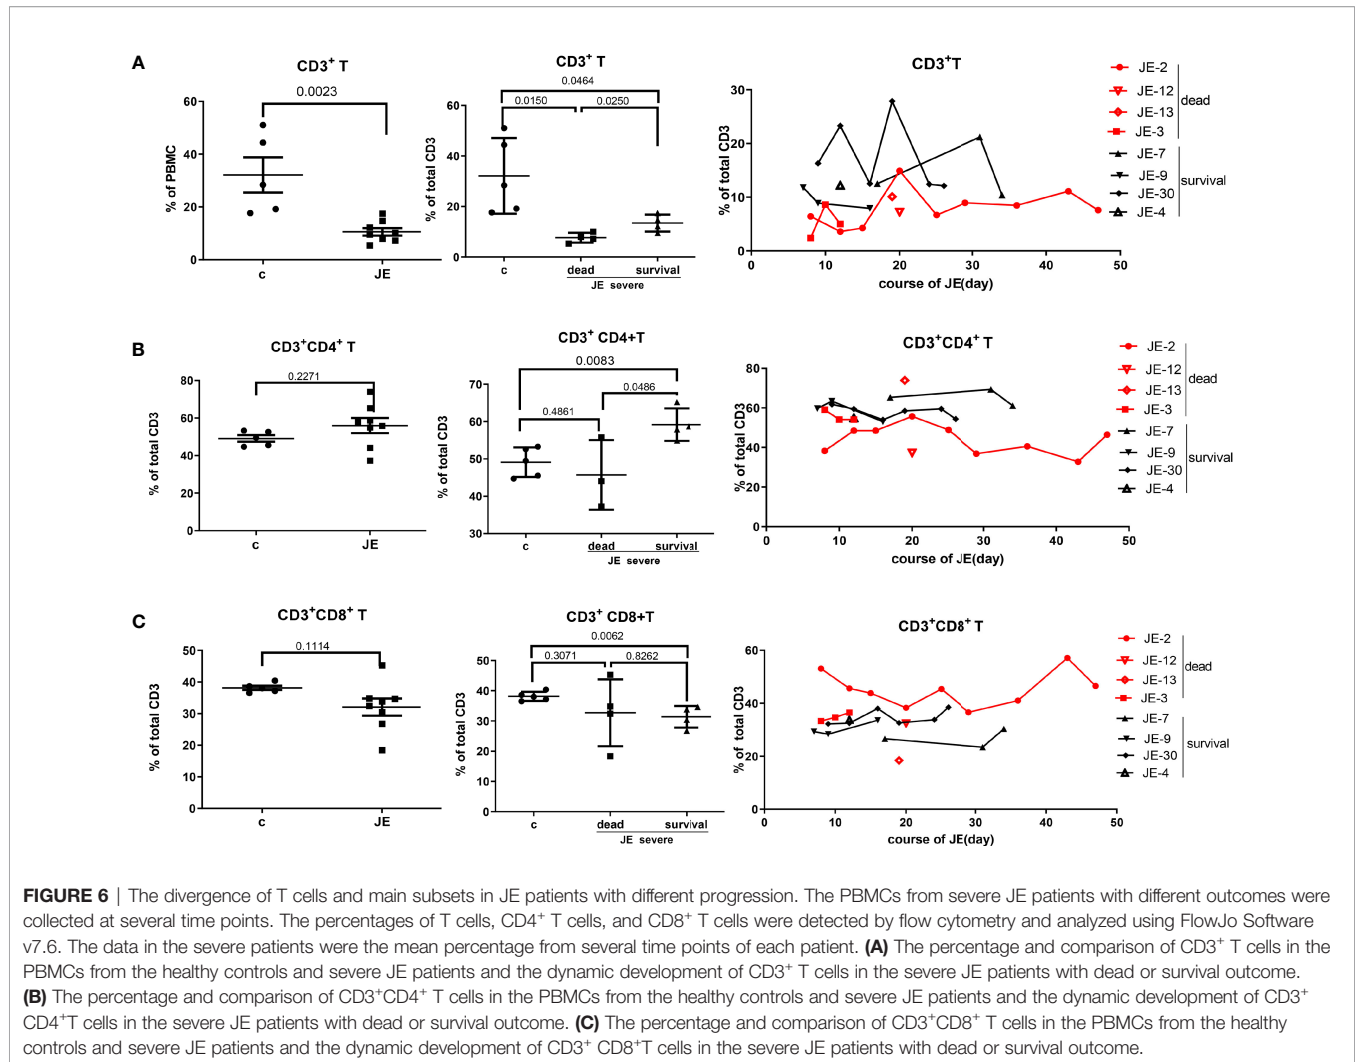 A
CD3+ T
0.0023
% of PBMC
60
40
20
0
c
JE
CD3+ T
0.0464
0.0150
0.0250
% of total CD3
60
40
20
0
c
dead
survival
JE severe
CD3+T
% of total CD3
30
20
10
0
0
10
20
30
40
50
course of JE(day)
JE-2
JE-12
JE-13
JE-3
dead
JE-7
JE-9
JE-30
JE-4
survival
B
CD3+CD4+ T
0.2271
% of total CD3
80
60
40
20
0
c
JE
CD3+ CD4+T
0.0083
0.0486
0.4861
% of total CD3
70
60
50
40
30
c
dead
survival
JE severe
CD3+CD4+ T
% of total CD3
80
60
40
20
0
0
10
20
30
40
50
course of JE(day)
JE-2
JE-12
JE-13
JE-3
dead
JE-7
JE-9
JE-30
JE-4
survival
C
CD3+CD8+ T
0.1114
% of total CD3
50
40
30
20
10
0
c
JE
CD3+ CD8+T
0.0062
0.3071
0.8262
% of total CD3
50
40
30
20
10
0
c
dead
survival
JE severe
CD3+CD8+ T
% of total CD3
60
40
20
0
0
10
20
30
40
50
course of JE(day)
JE-2
JE-12
JE-13
JE-3
dead
JE-7
JE-9
JE-30
JE-4
survival
FIGURE 6 | The divergence of T cells and main subsets in JE patients with different progression. The PBMCs from severe JE patients with different outcomes were
collected at several time points. The percentages of T cells, CD4+ T cells, and CD8+ T cells were detected by flow cytometry and analyzed using FlowJo Software
v7.6. The data in the severe patients were the mean percentage from several time points of each patient. (A) The percentage and comparison of CD3+ T cells in the
PBMCs from the healthy controls and severe JE patients and the dynamic development of CD3+ T cells in the severe JE patients with dead or survival outcome.
(B) The percentage and comparison of CD3+CD4+ T cells in the PBMCs from the healthy controls and severe JE patients and the dynamic development of CD3+
CD4+T cells in the severe JE patients with dead or survival outcome. (C) The percentage and comparison of CD3+CD8+ T cells in the PBMCs from the healthy
controls and severe JE patients and the dynamic development of CD3+ CD8+T cells in the severe JE patients with dead or survival outcome.